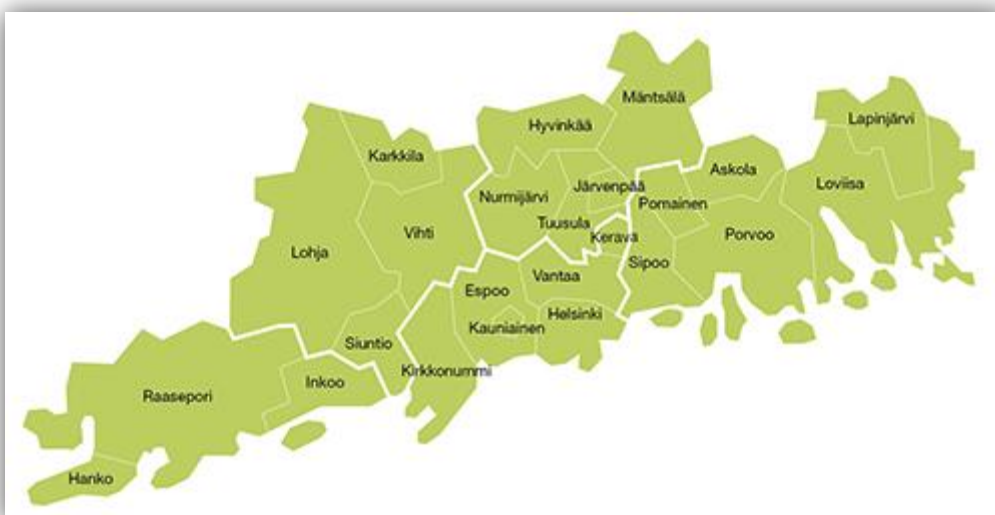 Mäntsälä
Lapinjärvi
Hyvinkää
Karkkila
Askola
Loviisa
Järvenpää
Nurmijärvi
Pornainen
Tuusula
Vihti
Porvoo
Kerava
Lohja
Sipoo
Vantaa
Espoo
Helsinki
Kauniainen
Siuntio
Kirkkonummi
Inkoo
Raasepori
Hanko